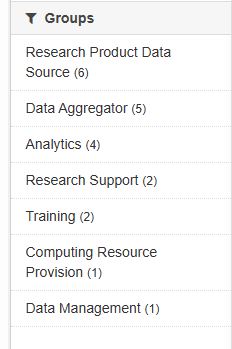 Groups
Research Product Data
Source (6)
Data Aggregator (5)
Analytics (4)
Research Support (2)
Training (2)
Computing Resource
Provision (1)
Data Management (1)